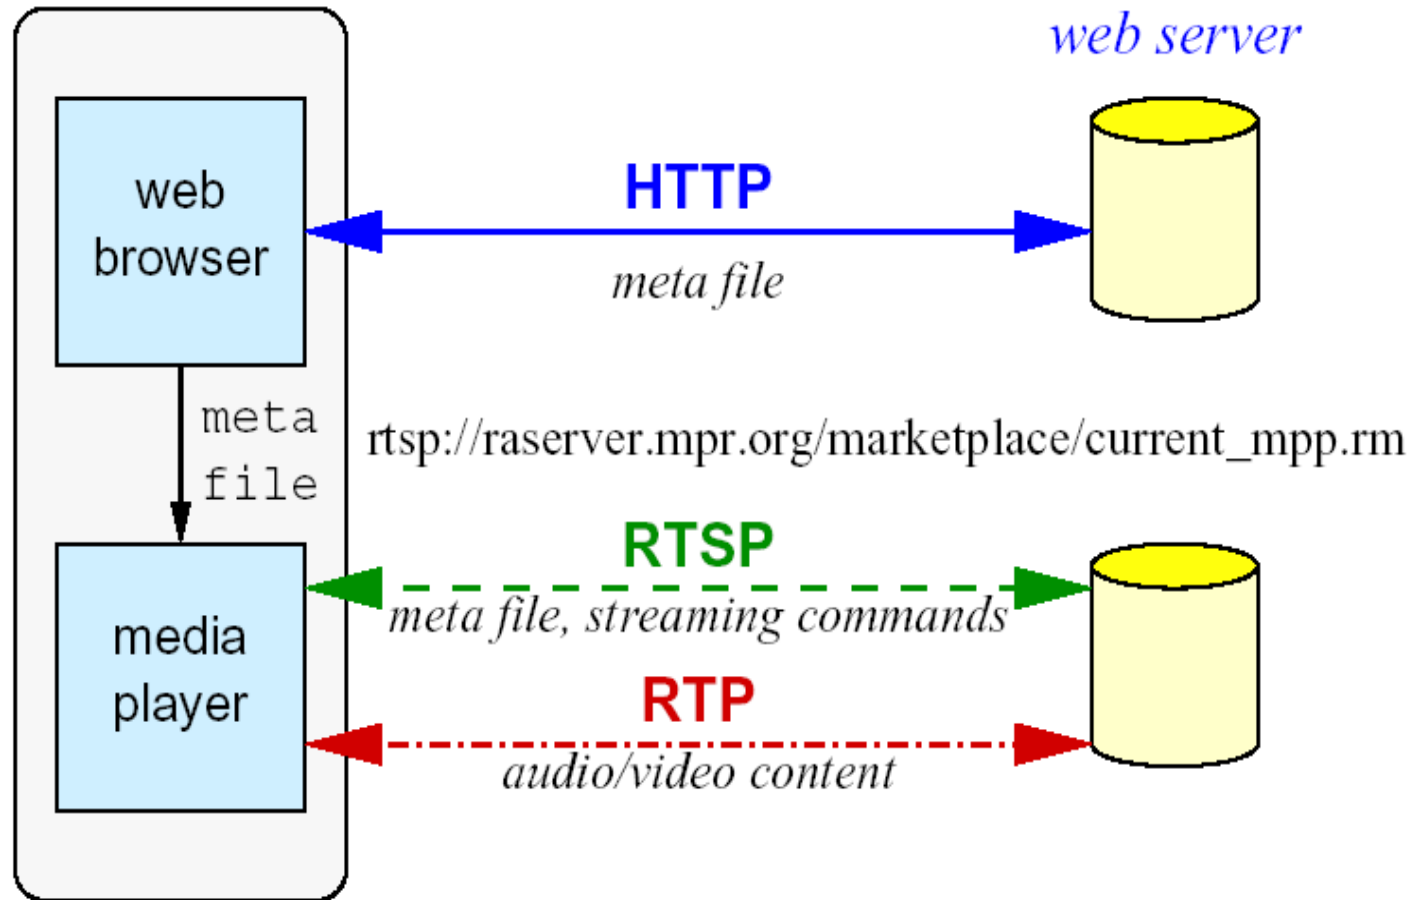 web server
web
browser
HTTP
meta file
meta
file
rtsp://raserver.mpr.org/marketplace/current_mpp.rm
RTSP
meta file, streaming commands
media
player
RTP
audio/video content